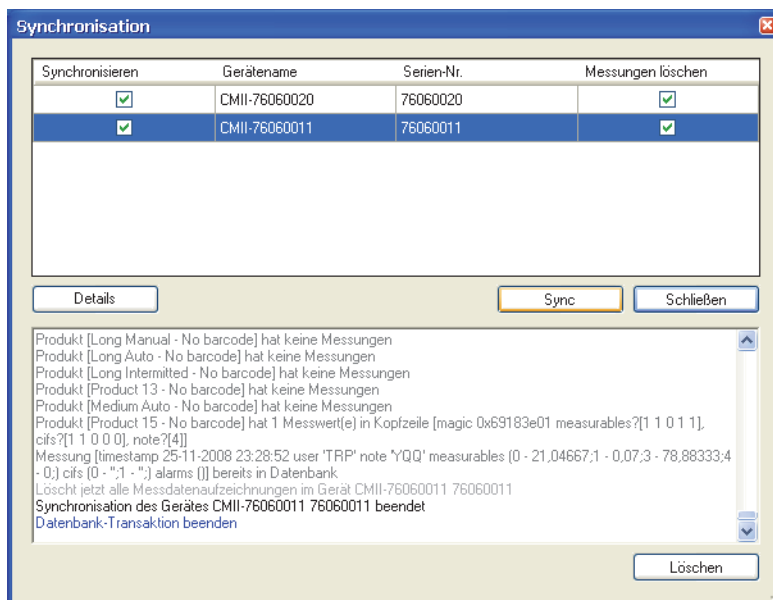 Synchronisation
Synchronisieren Gerätename Serien-Nr. Messungen löschen
CMII-76060020 76060020
CMII-76060011 76060011
Details Sync Schließen
Produkt [Long Manual - No barcode] hat keine Messungen
Produkt [Long Auto - No barcode] hat keine Messungen
Produkt [Long Intermitted - No barcode] hat keine Messungen
Produkt [Product 13 - No barcode] hat keine Messungen
Produkt [Medium Auto - No barcode] hat keine Messungen
Produkt [Product 15 - No barcode] hat 1 Messwert(e) in Kopfzeile [magic 0x69183e01 measurables?[1 1 0 1 1],
cifs?[1 1 0 0 0], note?[4]]
Messung [timestamp 25-11-2008 23:28:52 user 'TRP' note 'YQQ' measurables (0 - 21,04667;1 - 0,07;3 - 78,88333;4
- 0;) cifs (0 - '';1 - '';) alarms ()] bereits in Datenbank
Löscht jetzt alle Messdatenaufzeichnungen im Gerät CMII-76060011 76060011
Synchronisation des Gerätes CMII-76060011 76060011 beendet
Datenbank-Transaktion beenden
Löschen